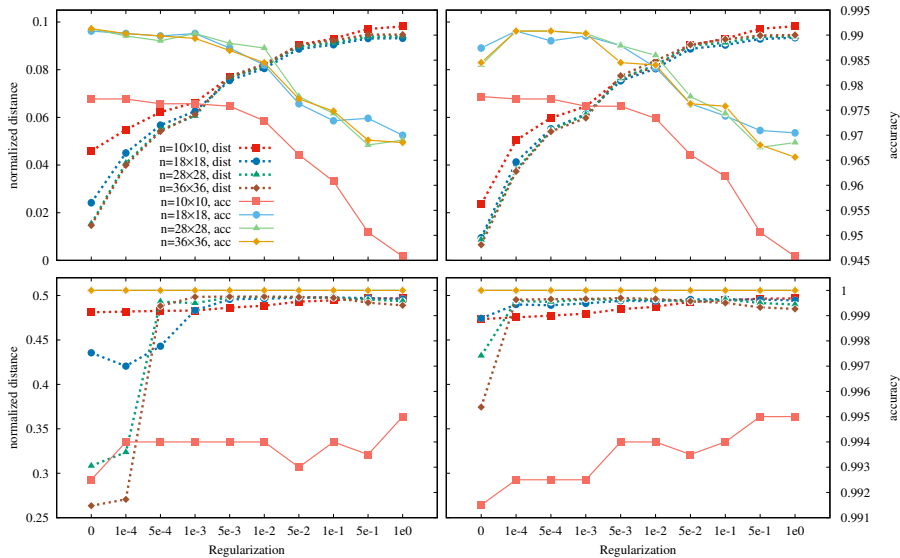 0.1
0.08
0.06
0.04
0.02
0
normalized distance
n=10×10, dist
n=18×18, dist
n=28×28, dist
n=36×36, dist
n=10×10, acc
n=18×18, acc
n=28×28, acc
n=36×36, acc
0.995
0.99
0.985
0.98
0.975
0.97
0.965
0.96
0.955
0.95
0.945
accuracy
0.5
0.45
0.4
0.35
0.3
0.25
normalized distance
0 1e-4 5e-4 1e-3 5e-3 1e-2 5e-2 1e-1 5e-1 1e0
Regularization
0 1e-4 5e-4 1e-3 5e-3 1e-2 5e-2 1e-1 5e-1 1e0
Regularization
1
0.999
0.998
0.997
0.996
0.995
0.994
0.993
0.992
0.991
accuracy